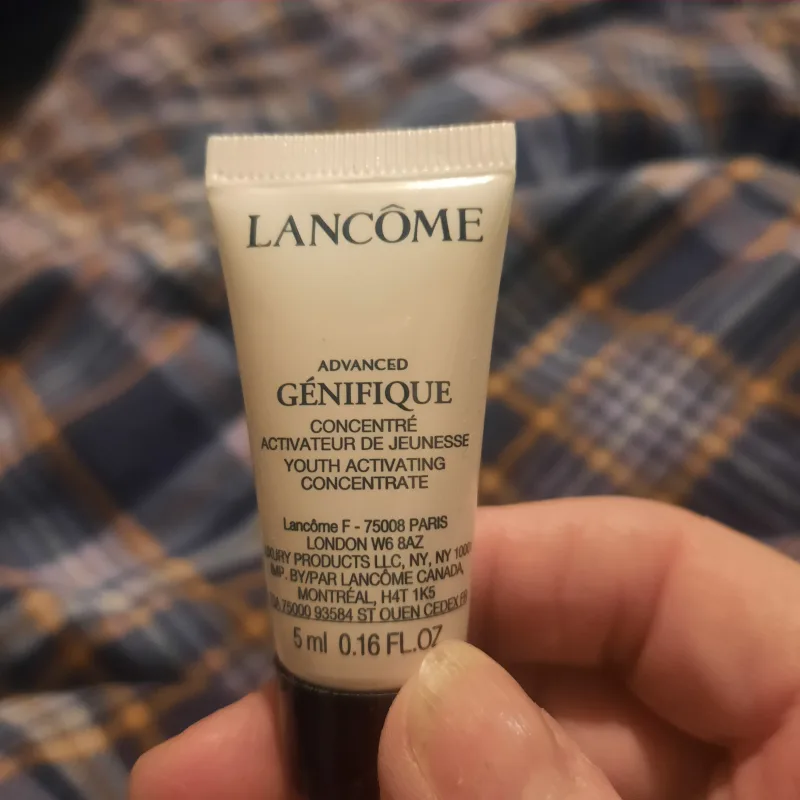 LANCÔME
ADVANCED
GÉNIFIQUE
CONCENTRÉ
ACTIVATEUR DE JEUNESSE
YOUTH ACTIVATING
CONCENTRATE
Lancôme F - 75008 PARIS
LONDON W6 8AZ
PRODUCTS LLC, NY, NY
IMP. BY/PAR LANCÔME CANADA
MONTRÉAL, H4T 1K5
75000 93584 ST OUEN CEDEX
5 ml 0.16 FL.OZ